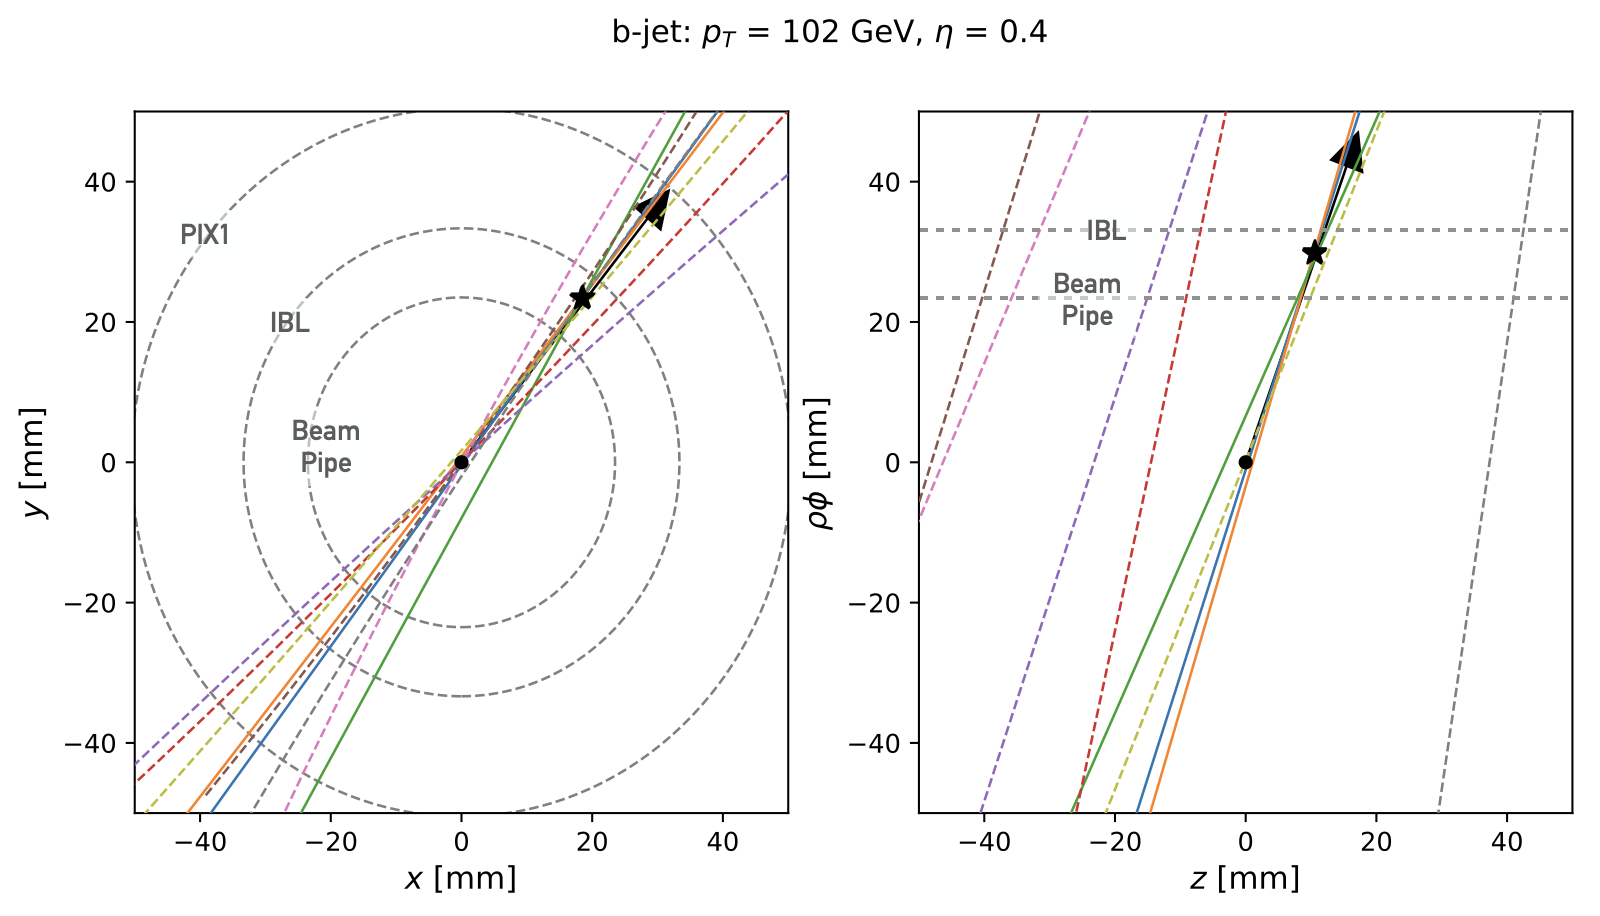 b-jet: p_T = 102 GeV, η = 0.4
PIX1
IBL
Beam
Pipe
40
20
0
−20
−40
y [mm]
−40 −20 0 20 40
x [mm]
IBL
Beam
Pipe
40
20
0
−20
−40
ρϕ [mm]
−40 −20 0 20 40
z [mm]